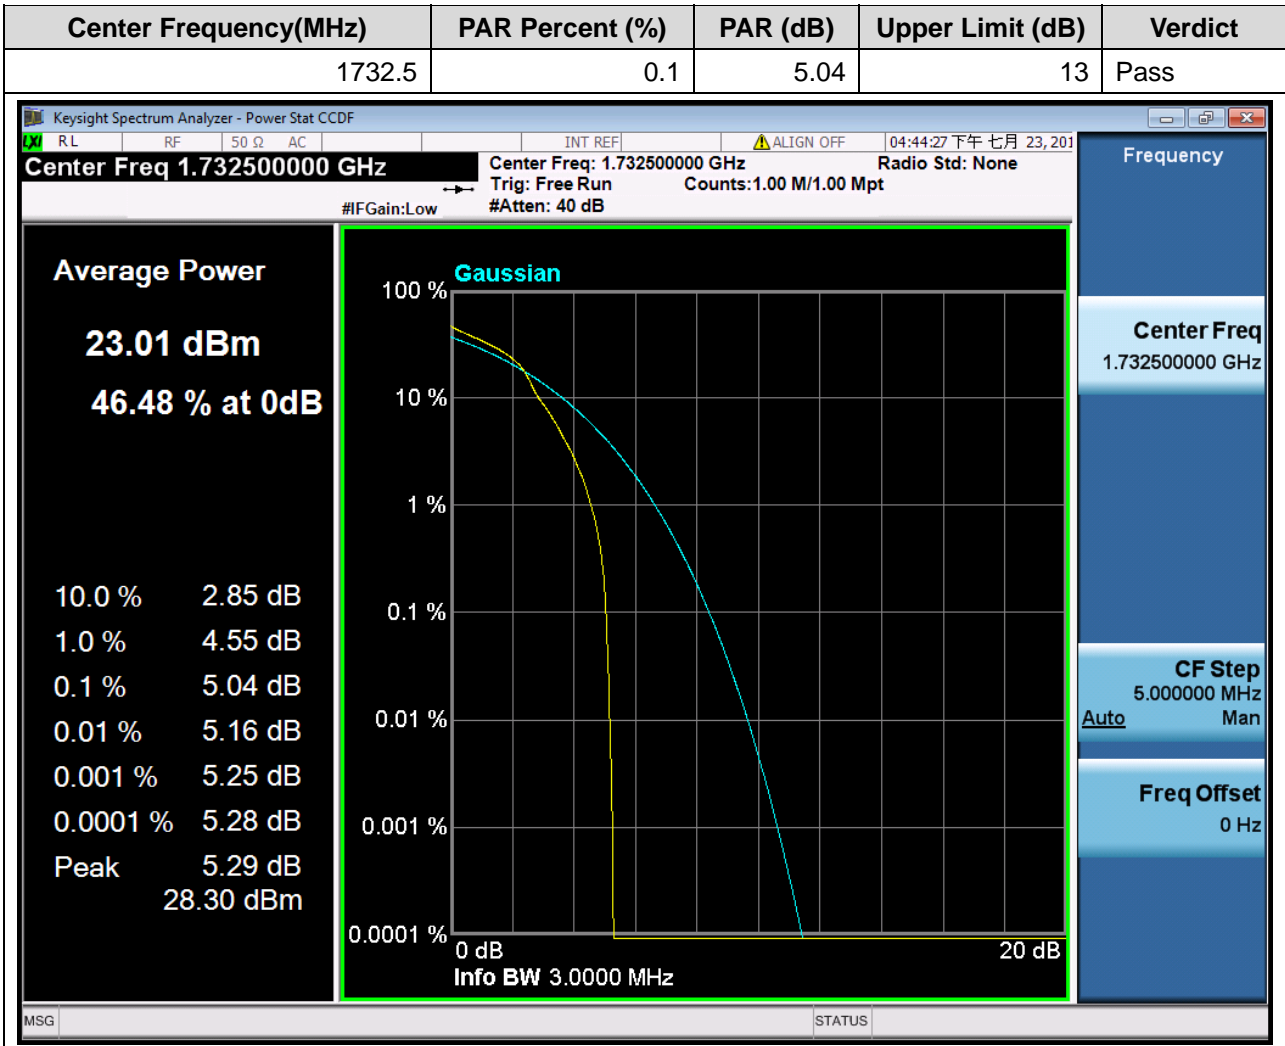 Center Frequency(MHz) PAR Percent (%) PAR (dB) Upper Limit (dB) Verdict
1732.5 0.1 5.04 13 Pass
Keysight Spectrum Analyzer - Power Stat CCDF
LXI RL RF 50 Ω AC INT REF ALIGN OFF 04:44:27 下午 七月 23, 201
Center Freq 1.732500000 GHz
Center Freq: 1.732500000 GHz Radio Std: None
Trig: Free Run Counts:1.00 M/1.00 Mpt
#IFGain:Low #Atten: 40 dB
Average Power
23.01 dBm
46.48 % at 0dB
10.0 % 2.85 dB
1.0 % 4.55 dB
0.1 % 5.04 dB
0.01 % 5.16 dB
0.001 % 5.25 dB
0.0001 % 5.28 dB
Peak 5.29 dB
28.30 dBm
Gaussian
100 %
10 %
1 %
0.1 %
0.01 %
0.001 %
0.0001 %
0 dB 20 dB
Info BW 3.0000 MHz
Frequency
Center Freq
1.732500000 GHz
CF Step
5.000000 MHz
Auto Man
Freq Offset
0 Hz
MSG STATUS